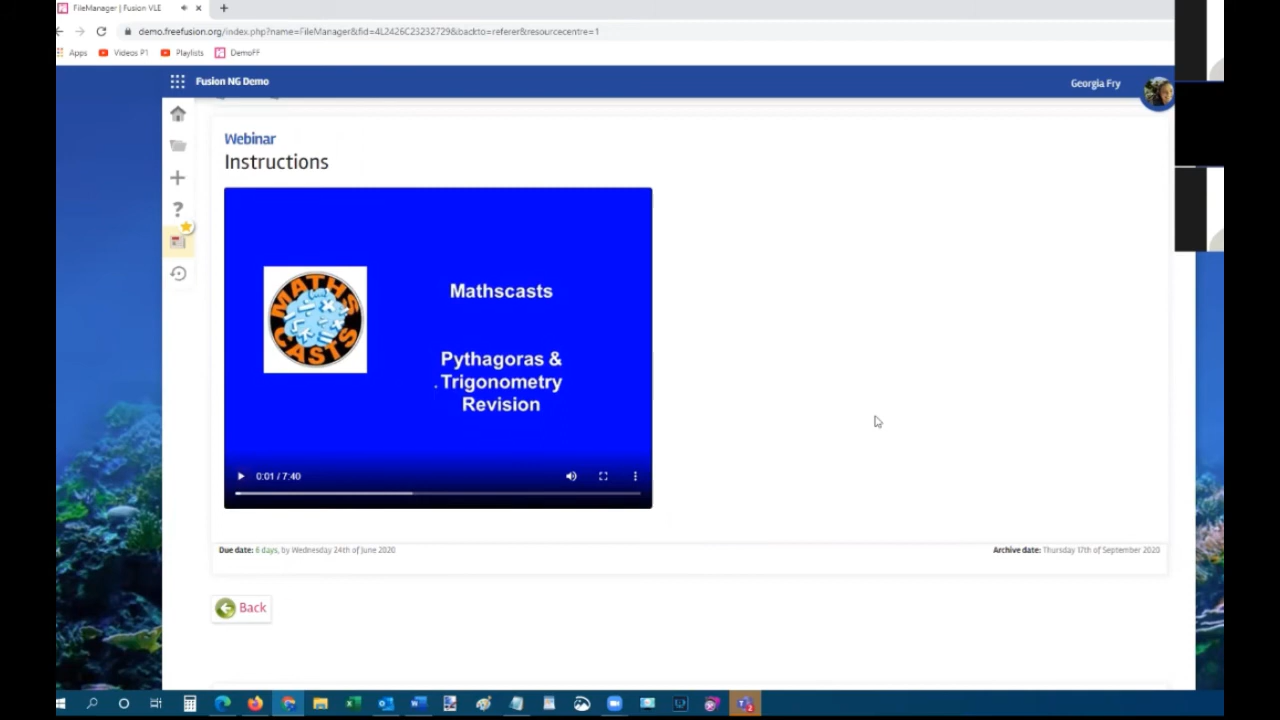 FileManager | Fusion VLE
demo.freefusion.org/index.php?name=FileManager&fid=4L2426C23232729&backto=referer&resourcecentre=1
Apps Videos P1 Playlists DemoFF
Fusion NG Demo Georgia Fry
Webinar
Instructions
MATHS
CASTS
Mathscasts
Pythagoras &
Trigonometry
Revision
0:01 / 7:40
Due date: 6 days, by Wednesday 24th of June 2020 Archive date: Thursday 17th of September 2020
Back